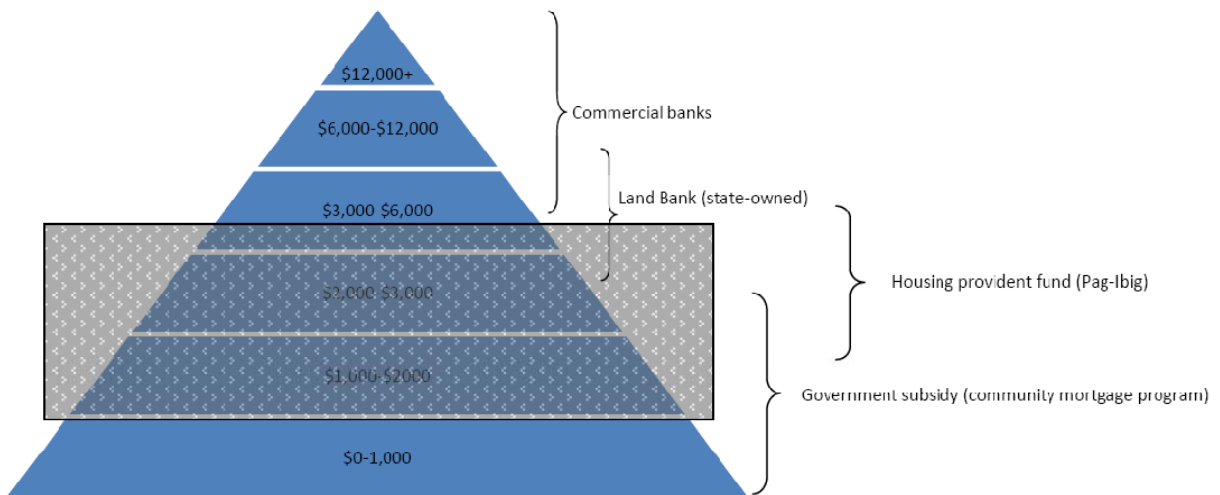 $12,000+
$6,000-$12,000
Commercial banks
$3,000-$6,000
Land Bank (state-owned)
$2,000-$3,000
Housing provident fund (Pag-Ibig)
$1,000-$2000
Government subsidy (community mortgage program)
$0-1,000